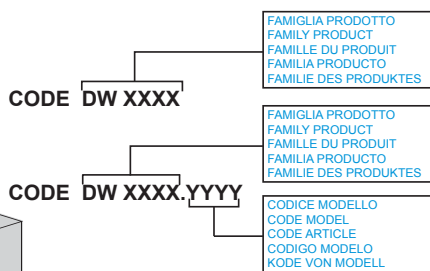 FAMIGLIA PRODOTTO
FAMILY PRODUCT
FAMILLE DU PRODUIT
FAMILIA PRODUCTO
FAMILIE DES PRODUKTES
CODE DW XXXX
FAMIGLIA PRODOTTO
FAMILY PRODUCT
FAMILLE DU PRODUIT
FAMILIA PRODUCTO
FAMILIE DES PRODUKTES
CODE DW XXXX.YYYY
CODICE MODELLO
CODE MODEL
CODE ARTICLE
CODIGO MODELO
KODE VON MODELL